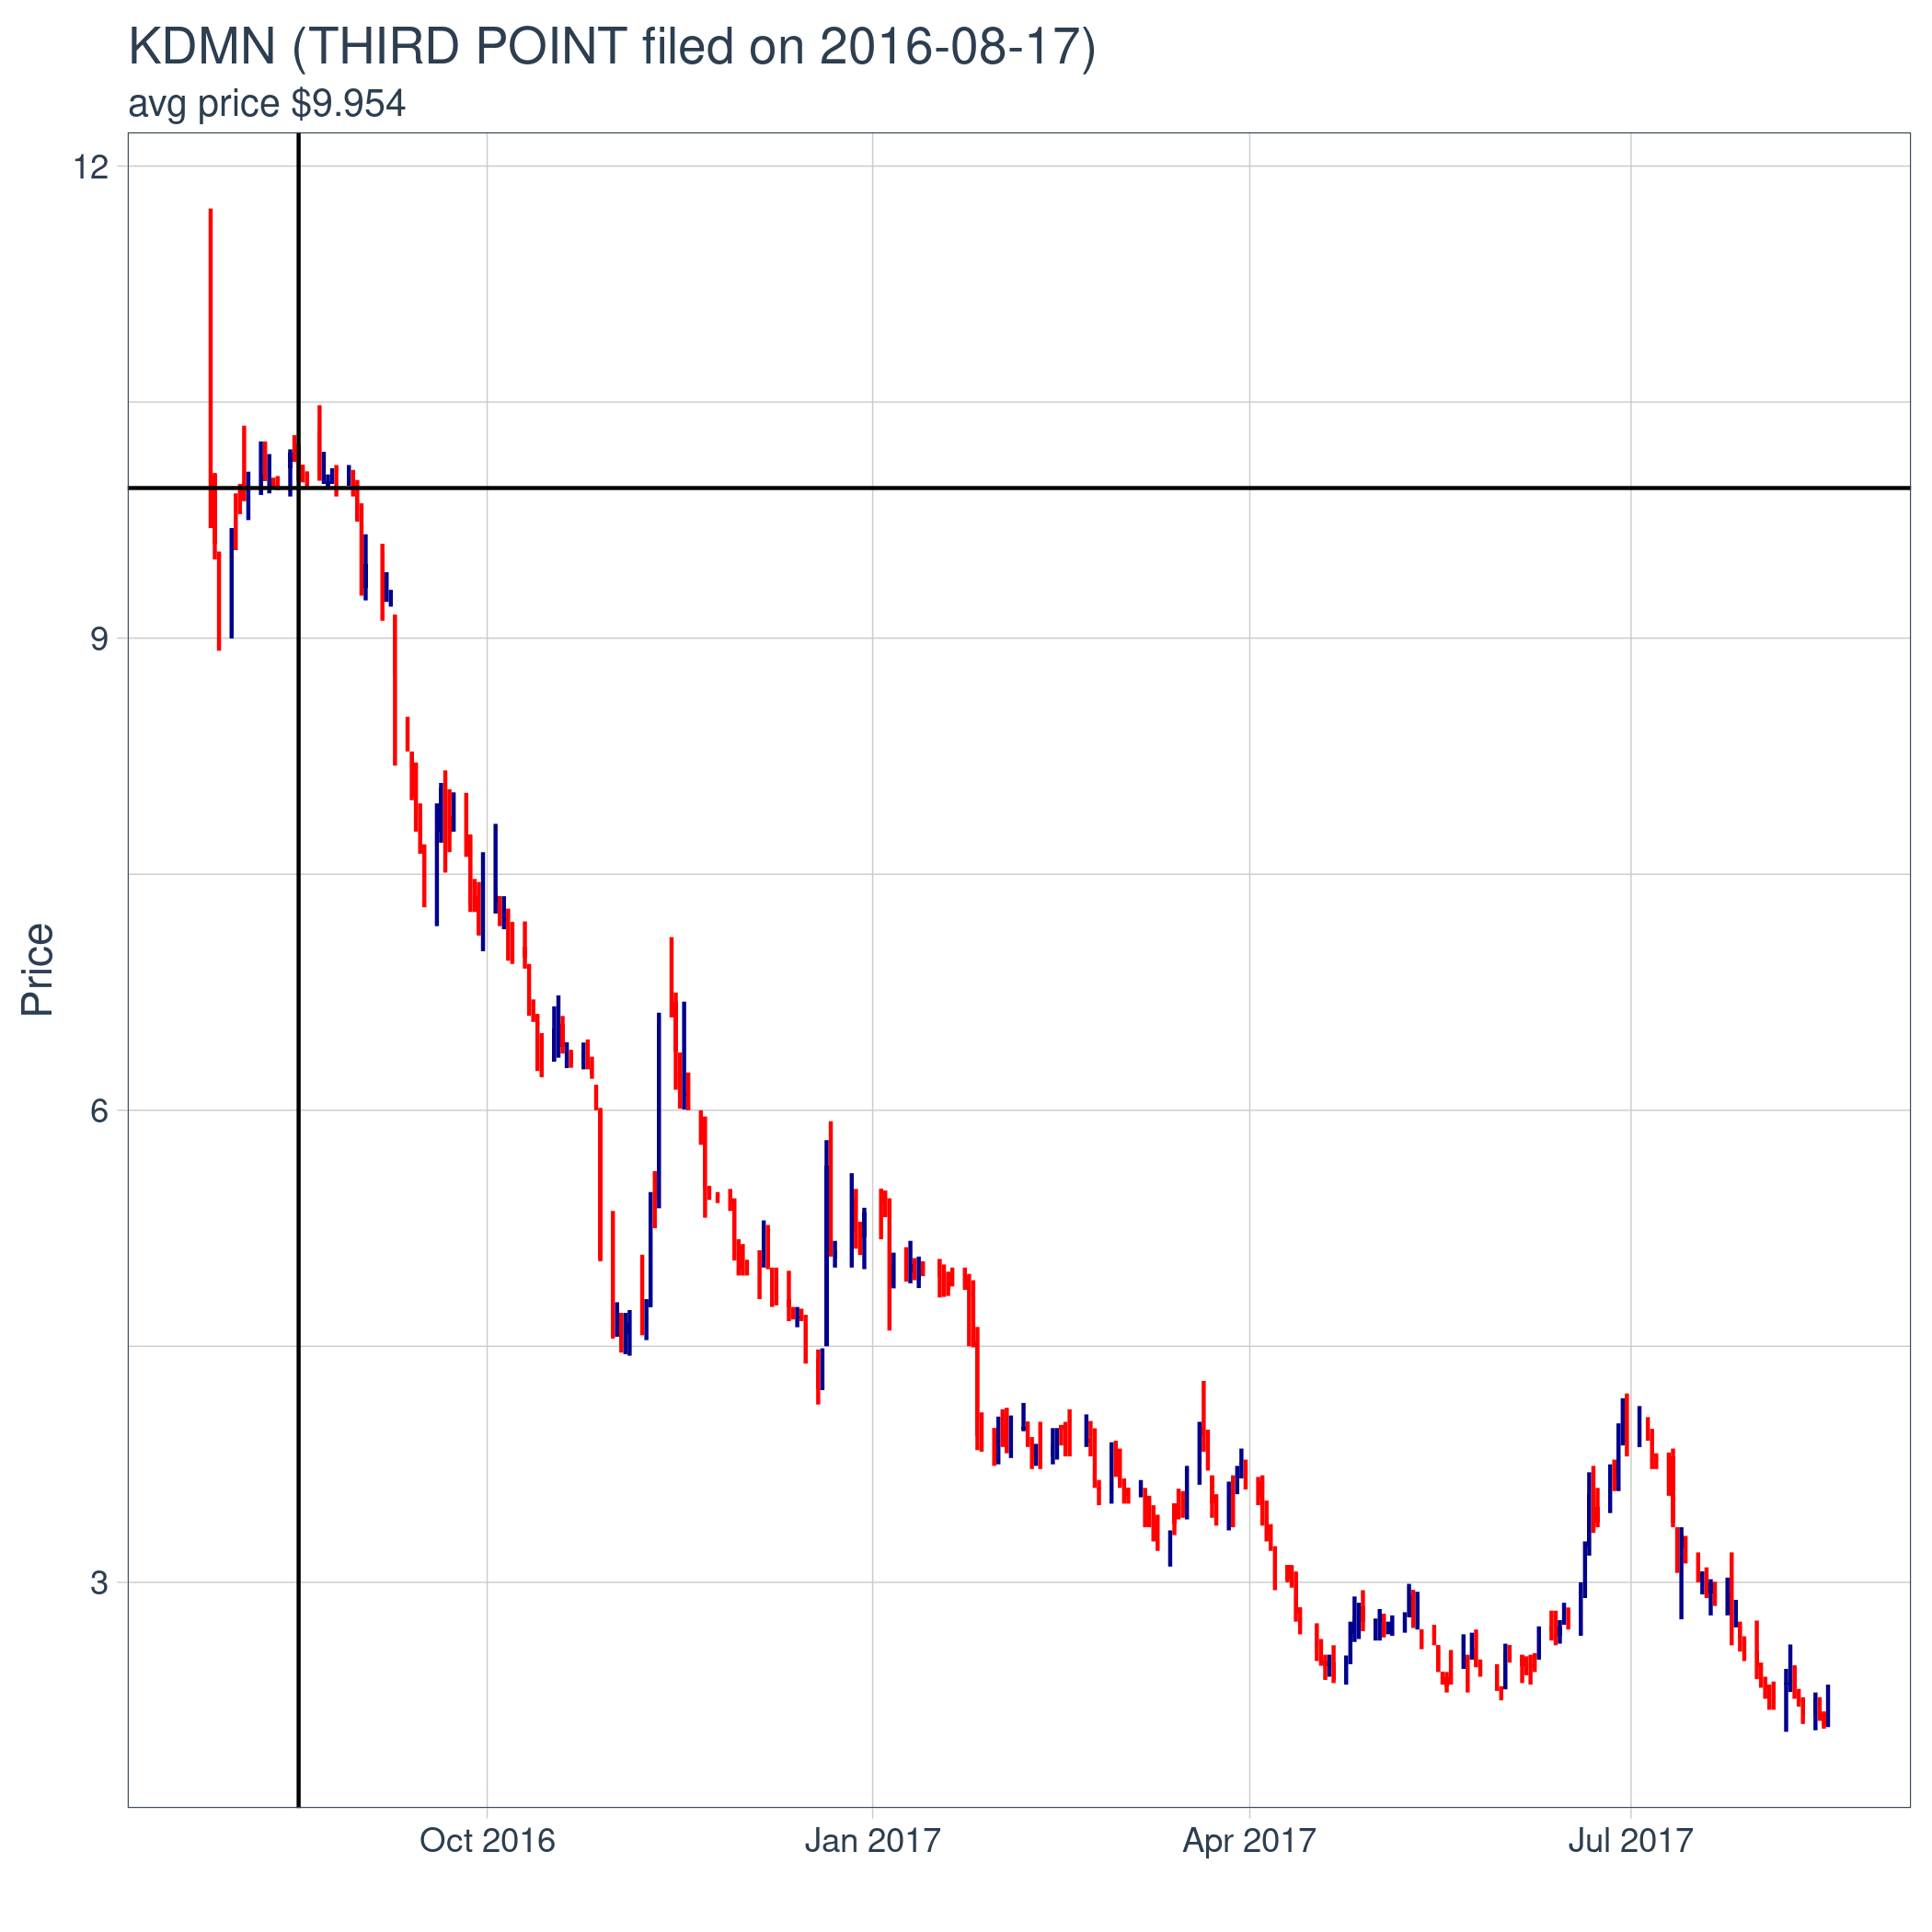 KDMN (THIRD POINT filed on 2016-08-17)
avg price $9.954
12
9
6
3
Price
Oct 2016
Jan 2017
Apr 2017
Jul 2017